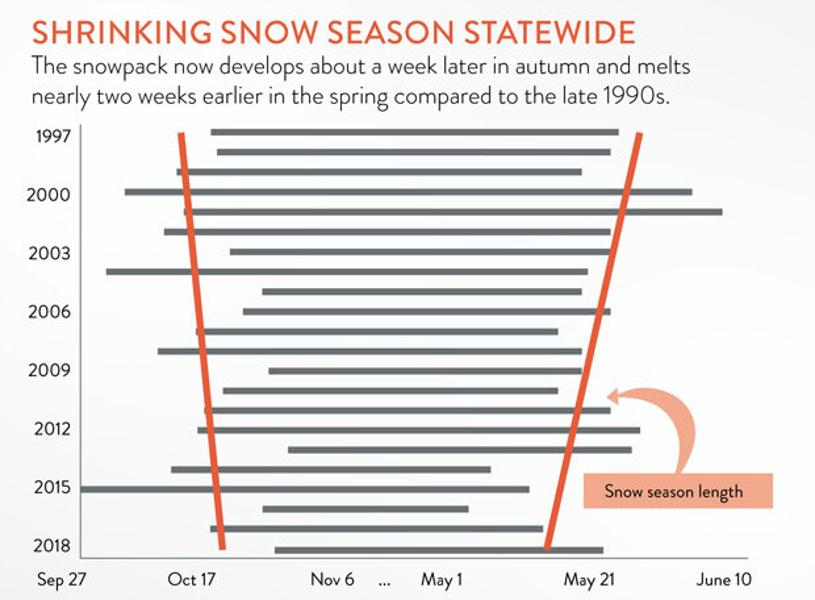 SHRINKING SNOW SEASON STATEWIDE
The snowpack now develops about a week later in autumn and melts
nearly two weeks earlier in the spring compared to the late 1990s.
1997
2000
2003
2006
2009
2012
2015
Snow season length
2018
Sep 27 Oct 17 Nov 6 ... May 1 May 21 June 10